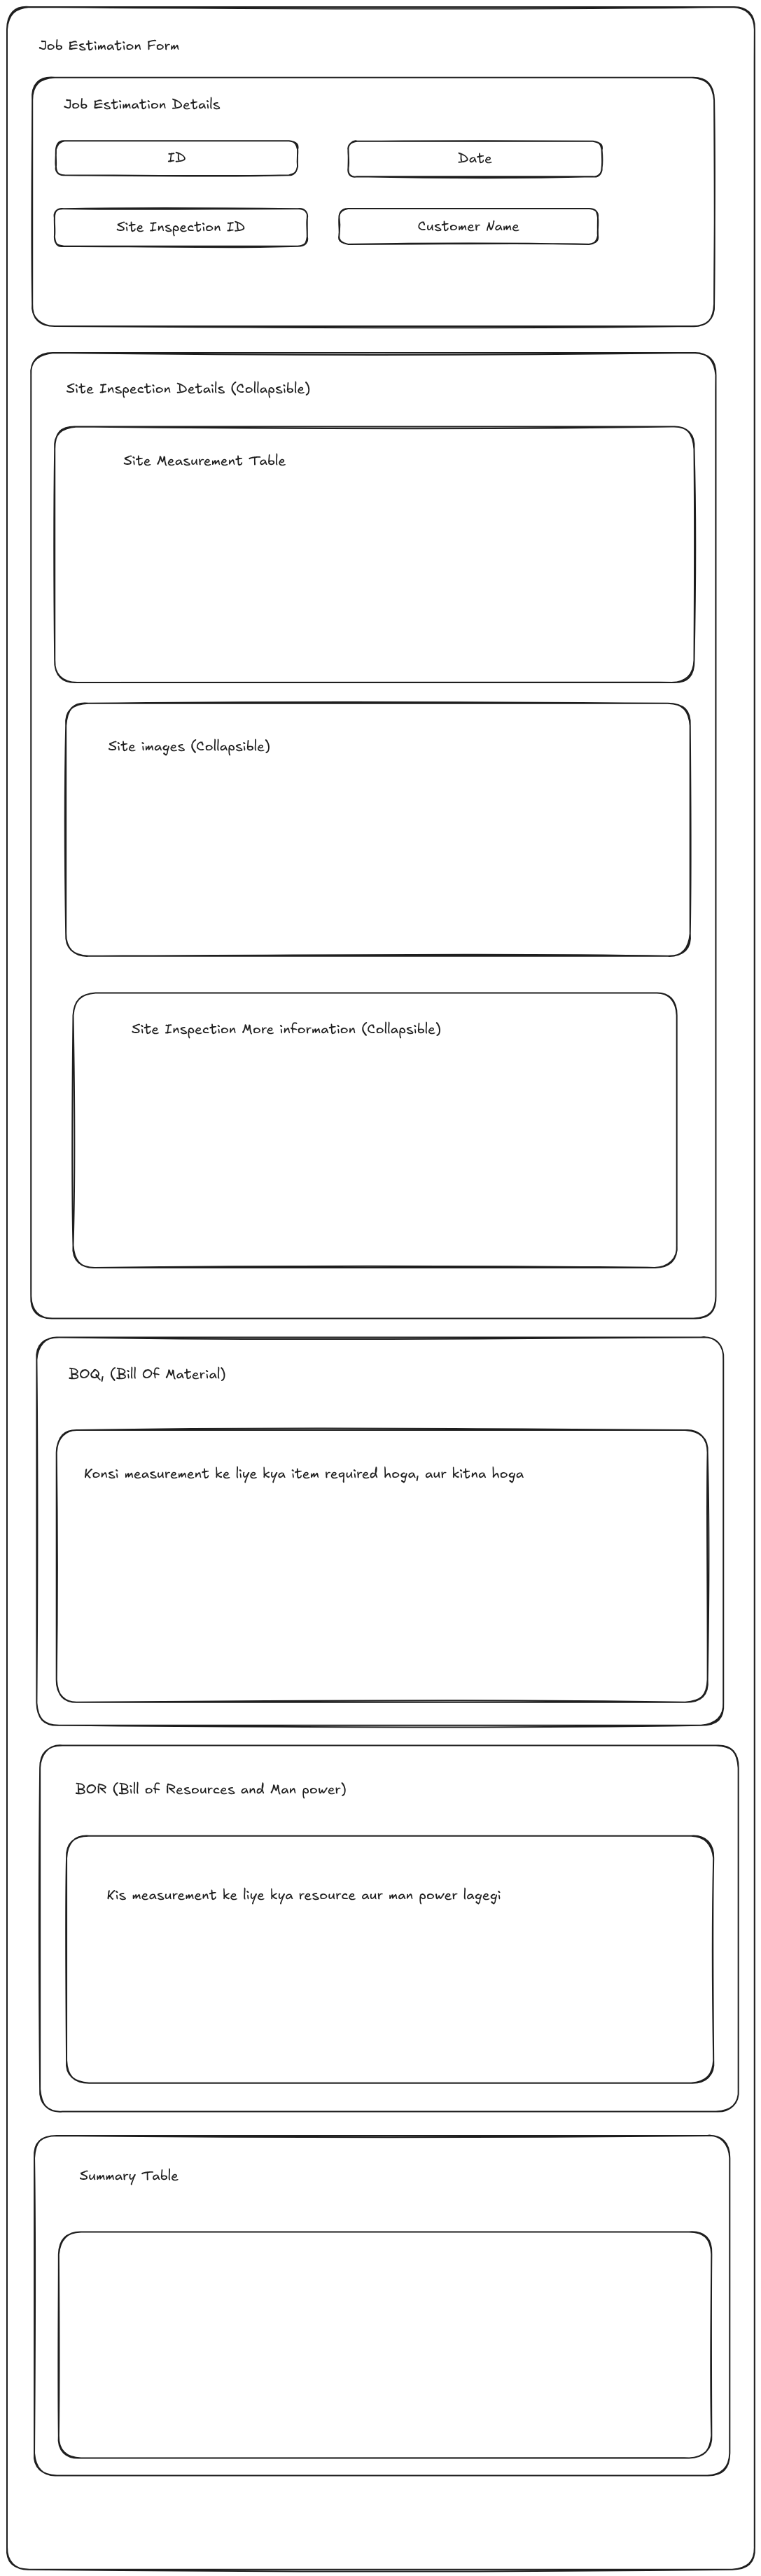 Job Estimation Form
Job Estimation Details
ID
Date
Site Inspection ID
Customer Name
Site Inspection Details (Collapsible)
Site Measurement Table
Site images (Collapsible)
Site Inspection More information (Collapsible)
BOQ, (Bill Of Material)
Konsi measurement ke liye kya item required hoga, aur kitna hoga
BOR (Bill of Resources and Man power)
Kis measurement ke liye kya resource aur man power lagegi
Summary Table